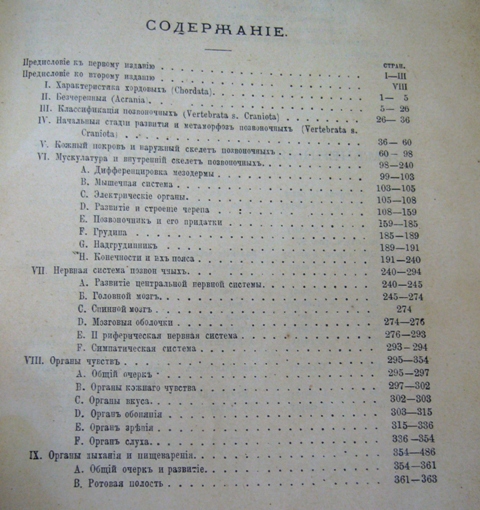 СОДЕРЖАНІЕ.
СТРАН.
Предисловіе къ первому изданію I—III
Предисловіе ко второму изданію VIII
I. Характеристика хордовыхъ (Chordata). 1— 5
II. Безчерепныя (Acrania). 5— 26
III. Классификація позвоночныхъ (Vertebrata s. Craniota) 26— 36
IV. Начальныя стадіи развитія и метаморфозъ позвоночныхъ (Vertebrata s.
Craniota) 36— 60
V. Кожный покровъ и наружный скелетъ позвоночныхъ. 60 - 98
VI. Мускулатура и внутренній скелетъ позвоночныхъ. 98—240
A. Дифференцировка мезодермы 99—103
B. Мышечная система 103—105
C. Электрическіе органы. 105—108
D. Развитіе и строеніе черепа 108—159
E. Позвоночникъ и его придатки 159—185
F. Грудина 185—189
G. Надгрудинникъ 189—191
H. Конечности и ихъ пояса 191—240
VII Нервная система позвон чныхъ 240—294
A. Развитіе центральной нервной системы 240—245
Б. Головной мозгъ 245—274
C. Спинной мозгъ 274
D. Мозговыя оболочки 274—276
E. П риферическая нервная система 276—293
F. Симпатическая система 293—294
VIII. Органы чувствъ 295—354
A. Общій очеркъ 295—297
B. Органы кожнаго чувства 297—302
C. Органы вкуса. 302—303
D. Органъ обонянія 303—315
E. Органъ зрѣнія 315—336
F. Органъ слуха. 336—354
IX. Органы дыханія и пищеваренія. 354—486
A. Общій очеркъ и развитіе. 354—361
B. Ротовая полость 361—363